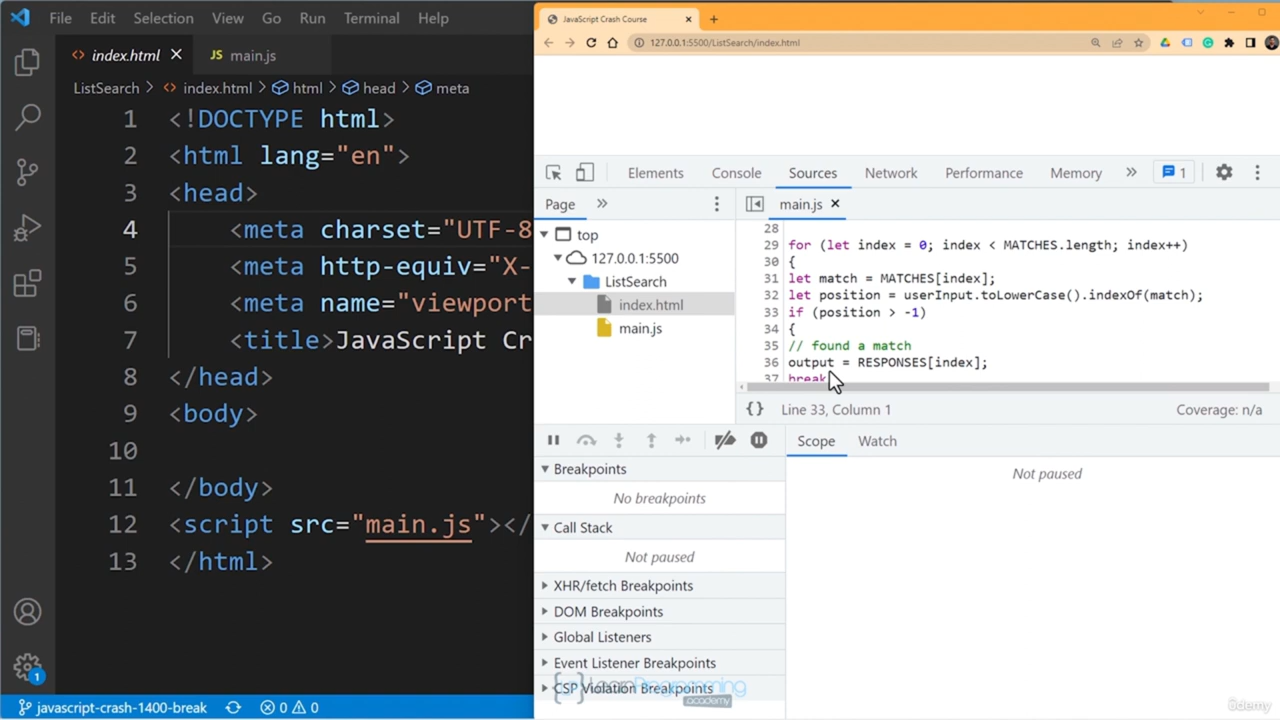 File Edit Selection View Go Run Terminal Help
index.html
JS main.js
ListSearch > index.html > html > head > meta
1 <!DOCTYPE html>
2 <html lang="en">
3 <head>
4 <meta charset="UTF-8
5 <meta http-equiv="X-
6 <meta name="viewport
7 <title>JavaScript Cr
8 </head>
9 <body>
10
11 </body>
12 <script src="main.js"></
13 </html>
1
javascript-crash-1400-break 0 0
JavaScript Crash Course
127.0.0.1:5500/ListSearch/index.html
Elements Console Sources Network Performance Memory » 1
Page »
main.js
top
127.0.0.1:5500
ListSearch
index.html
main.js
28
29 for (let index = 0; index < MATCHES.length; index++)
30 {
31 let match = MATCHES[index];
32 let position = userInput.toLowerCase().indexOf(match);
33 if (position > -1)
34 {
35 // found a match
36 output = RESPONSES[index];
37 break
{} Line 33, Column 1 Coverage: n/a
Scope Watch
Not paused
Breakpoints
No breakpoints
Call Stack
Not paused
XHR/fetch Breakpoints
DOM Breakpoints
Global Listeners
Event Listener Breakpoints
CSP Violation Breakpoints
LearnProgramming
academy
ûdemy